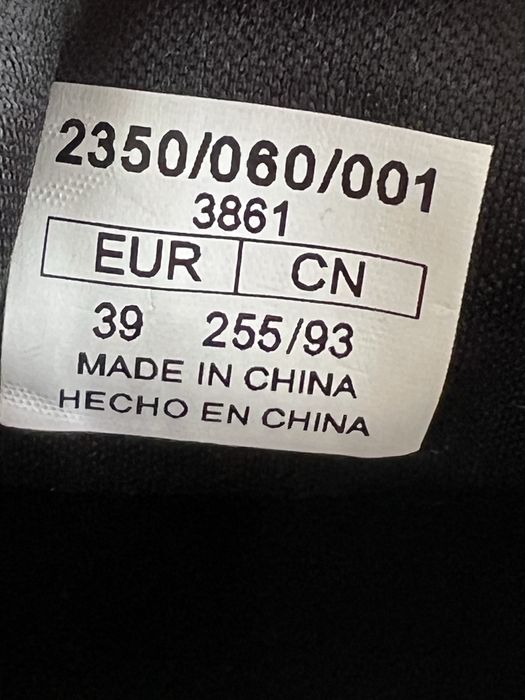 2350/060/001
3861
EUR CN
39 255/93
MADE IN CHINA
HECHO EN CHINA